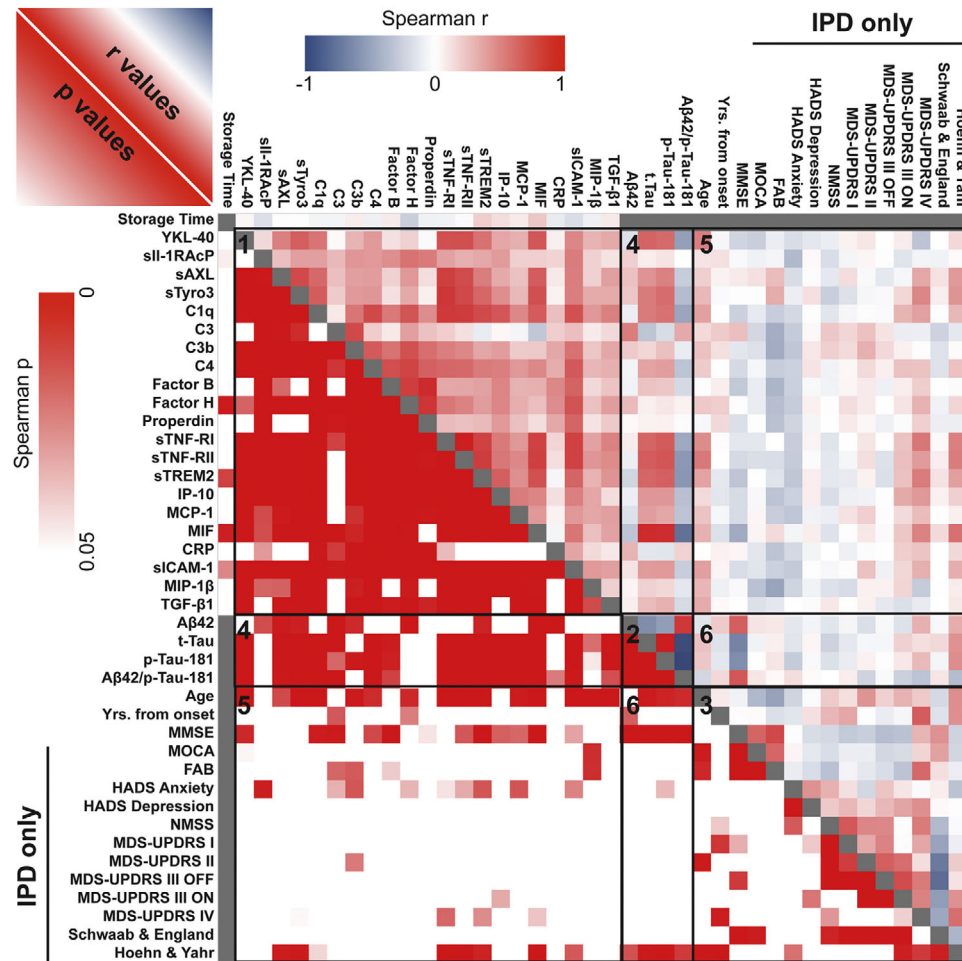 Spearman r
-1
0
1
IPD only
r values
p values
Storage Time
YKL-40
sII-1RAcP
sAXL
sTyro3
C1q
C3
C3b
C4
Factor B
Factor H
Properdin
sTNF-RI
sTNF-RII
sTREM2
IP-10
MCP-1
MIF
CRP
sICAM-1
MIP-1β
TGF-β1
Aβ42
t.Tau
p-Tau-181
Aβ42/p-Tau-181
Age
Yrs. from onset
MMSE
MOCA
FAB
HADS Anxiety
HADS Depression
NMSS
MDS-UPDRS I
MDS-UPDRS II
MDS-UPDRS III OFF
MDS-UPDRS III ON
MDS-UPDRS IV
Schwaab & England
Hoehn & Yahr
Storage Time
YKL-40
sII-1RAcP
sAXL
sTyro3
C1q
C3
C3b
C4
Factor B
Factor H
Properdin
sTNF-RI
sTNF-RII
sTREM2
IP-10
MCP-1
MIF
CRP
sICAM-1
MIP-1β
TGF-β1
Aβ42
t-Tau
p-Tau-181
Aβ42/p-Tau-181
Age
Yrs. from onset
MMSE
MOCA
FAB
HADS Anxiety
HADS Depression
NMSS
MDS-UPDRS I
MDS-UPDRS II
MDS-UPDRS III OFF
MDS-UPDRS III ON
MDS-UPDRS IV
Schwaab & England
Hoehn & Yahr
Spearman p
0
0.05
IPD only
1
4
5
4
2
6
5
6
3